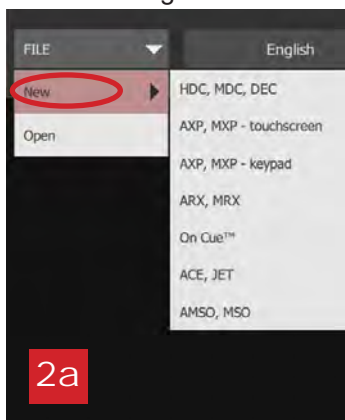 FILE
English
New
HDC, MDC, DEC
AXP, MXP - touchscreen
Open
AXP, MXP - keypad
ARX, MRX
On Cue™
ACE, JET
AMSO, MSO
2a